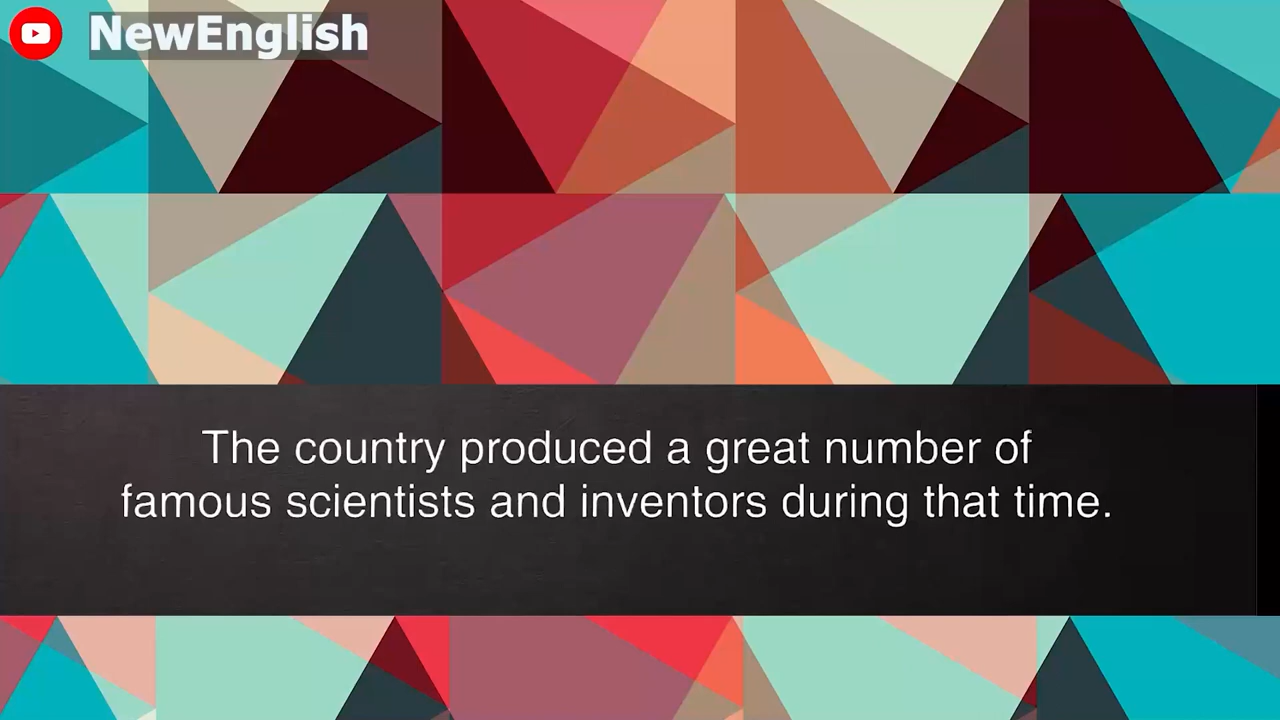 NewEnglish
The country produced a great number of
famous scientists and inventors during that time.